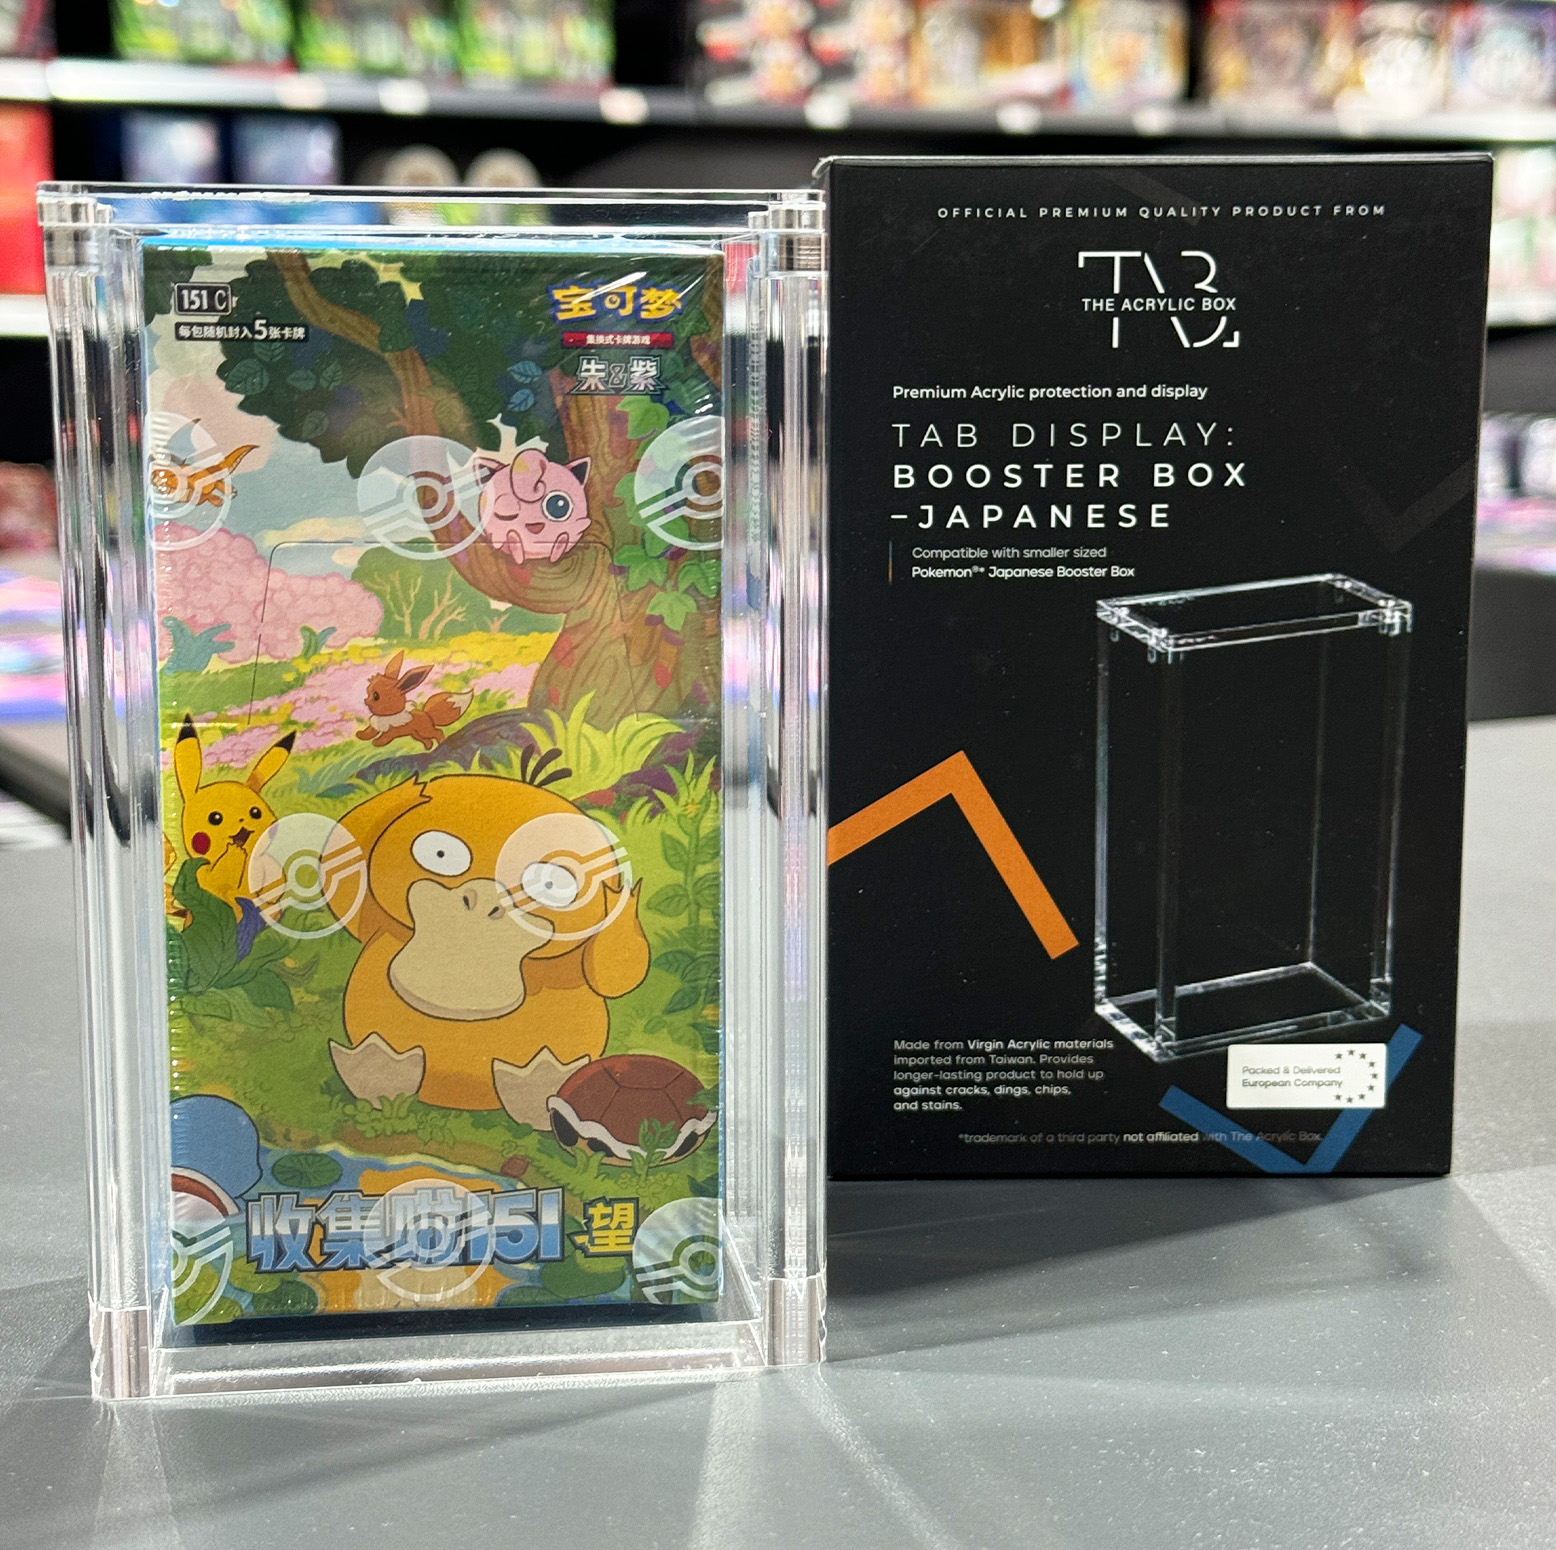 151 C
每包随机封入5张卡牌
宝可梦
集换式卡牌游戏
朱&紫
收集喵151 望
OFFICIAL PREMIUM QUALITY PRODUCT FROM
TAB
THE ACRYLIC BOX
Premium Acrylic protection and display
TAB DISPLAY:
BOOSTER BOX
-JAPANESE
Compatible with smaller sized
Pokemon®* Japanese Booster Box
Made from Virgin Acrylic materials
imported from Taiwan. Provides
longer-lasting product to hold up
against cracks, dings, chips,
and stains.
Packed & Delivered
European Company
*trademark of a third party not affiliated with The Acrylic Box.